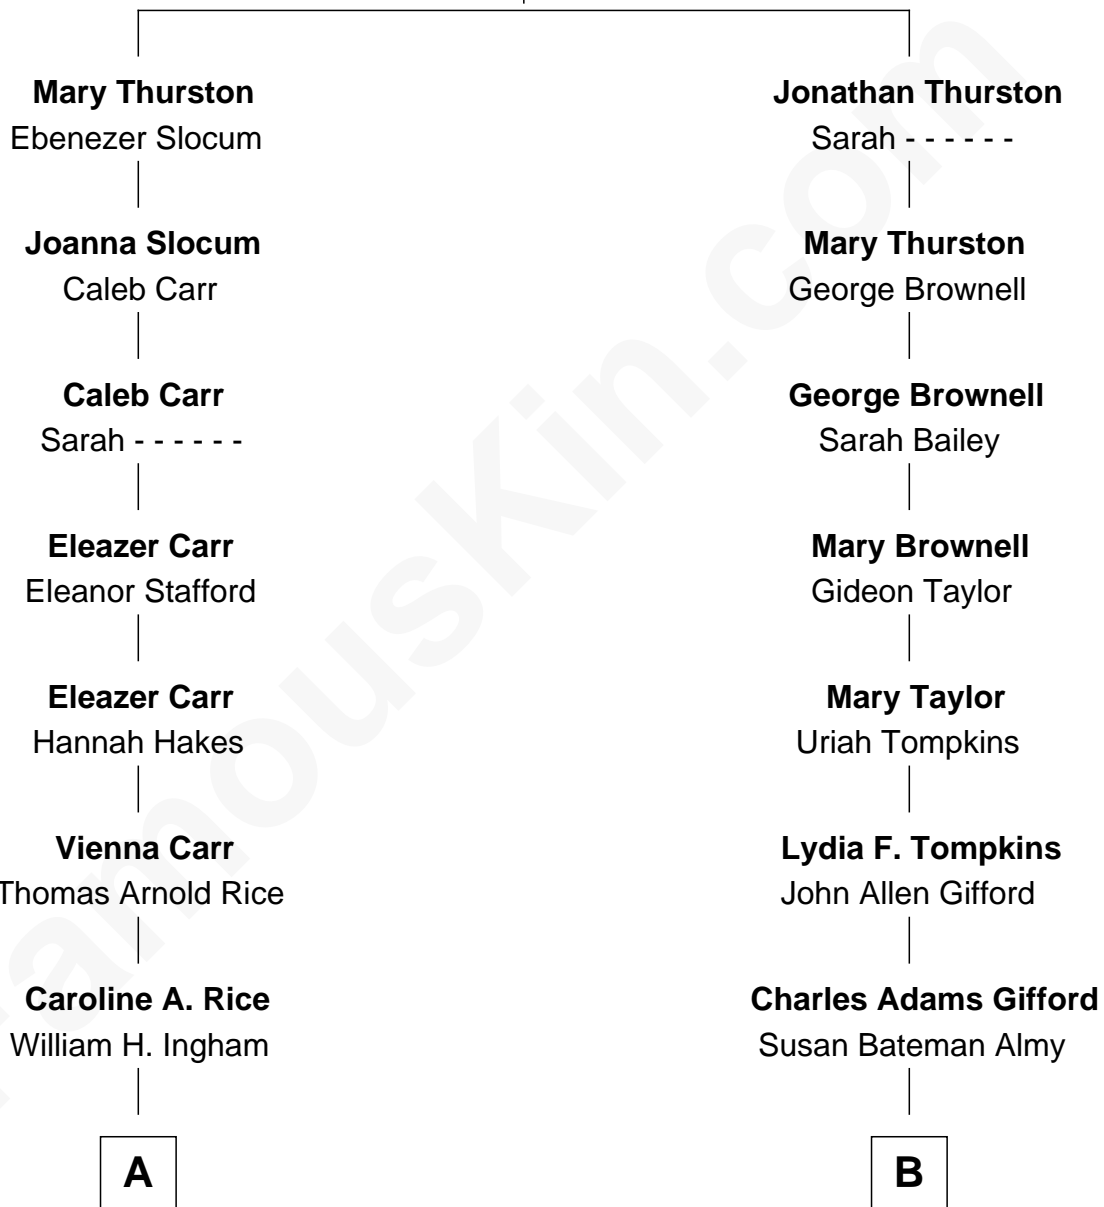 Mary Thurston
Ebenezer Slocum
Joanna Slocum
Caleb Carr
Caleb Carr
Sarah - - - - - -
Eleazer Carr
Eleanor Stafford
Eleazer Carr
Hannah Hakes
Vienna Carr
Thomas Arnold Rice
Caroline A. Rice
William H. Ingham
A
Jonathan Thurston
Sarah - - - - - -
Mary Thurston
George Brownell
George Brownell
Sarah Bailey
Mary Brownell
Gideon Taylor
Mary Taylor
Uriah Tompkins
Lydia F. Tompkins
John Allen Gifford
Charles Adams Gifford
Susan Bateman Almy
B
FamousKin.com